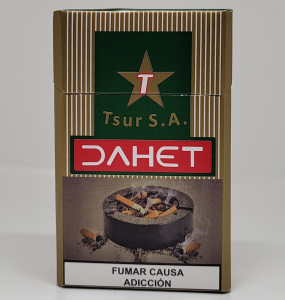 T
Tsur S.A.
DAHET
FUMAR CAUSA
ADICCIÓN